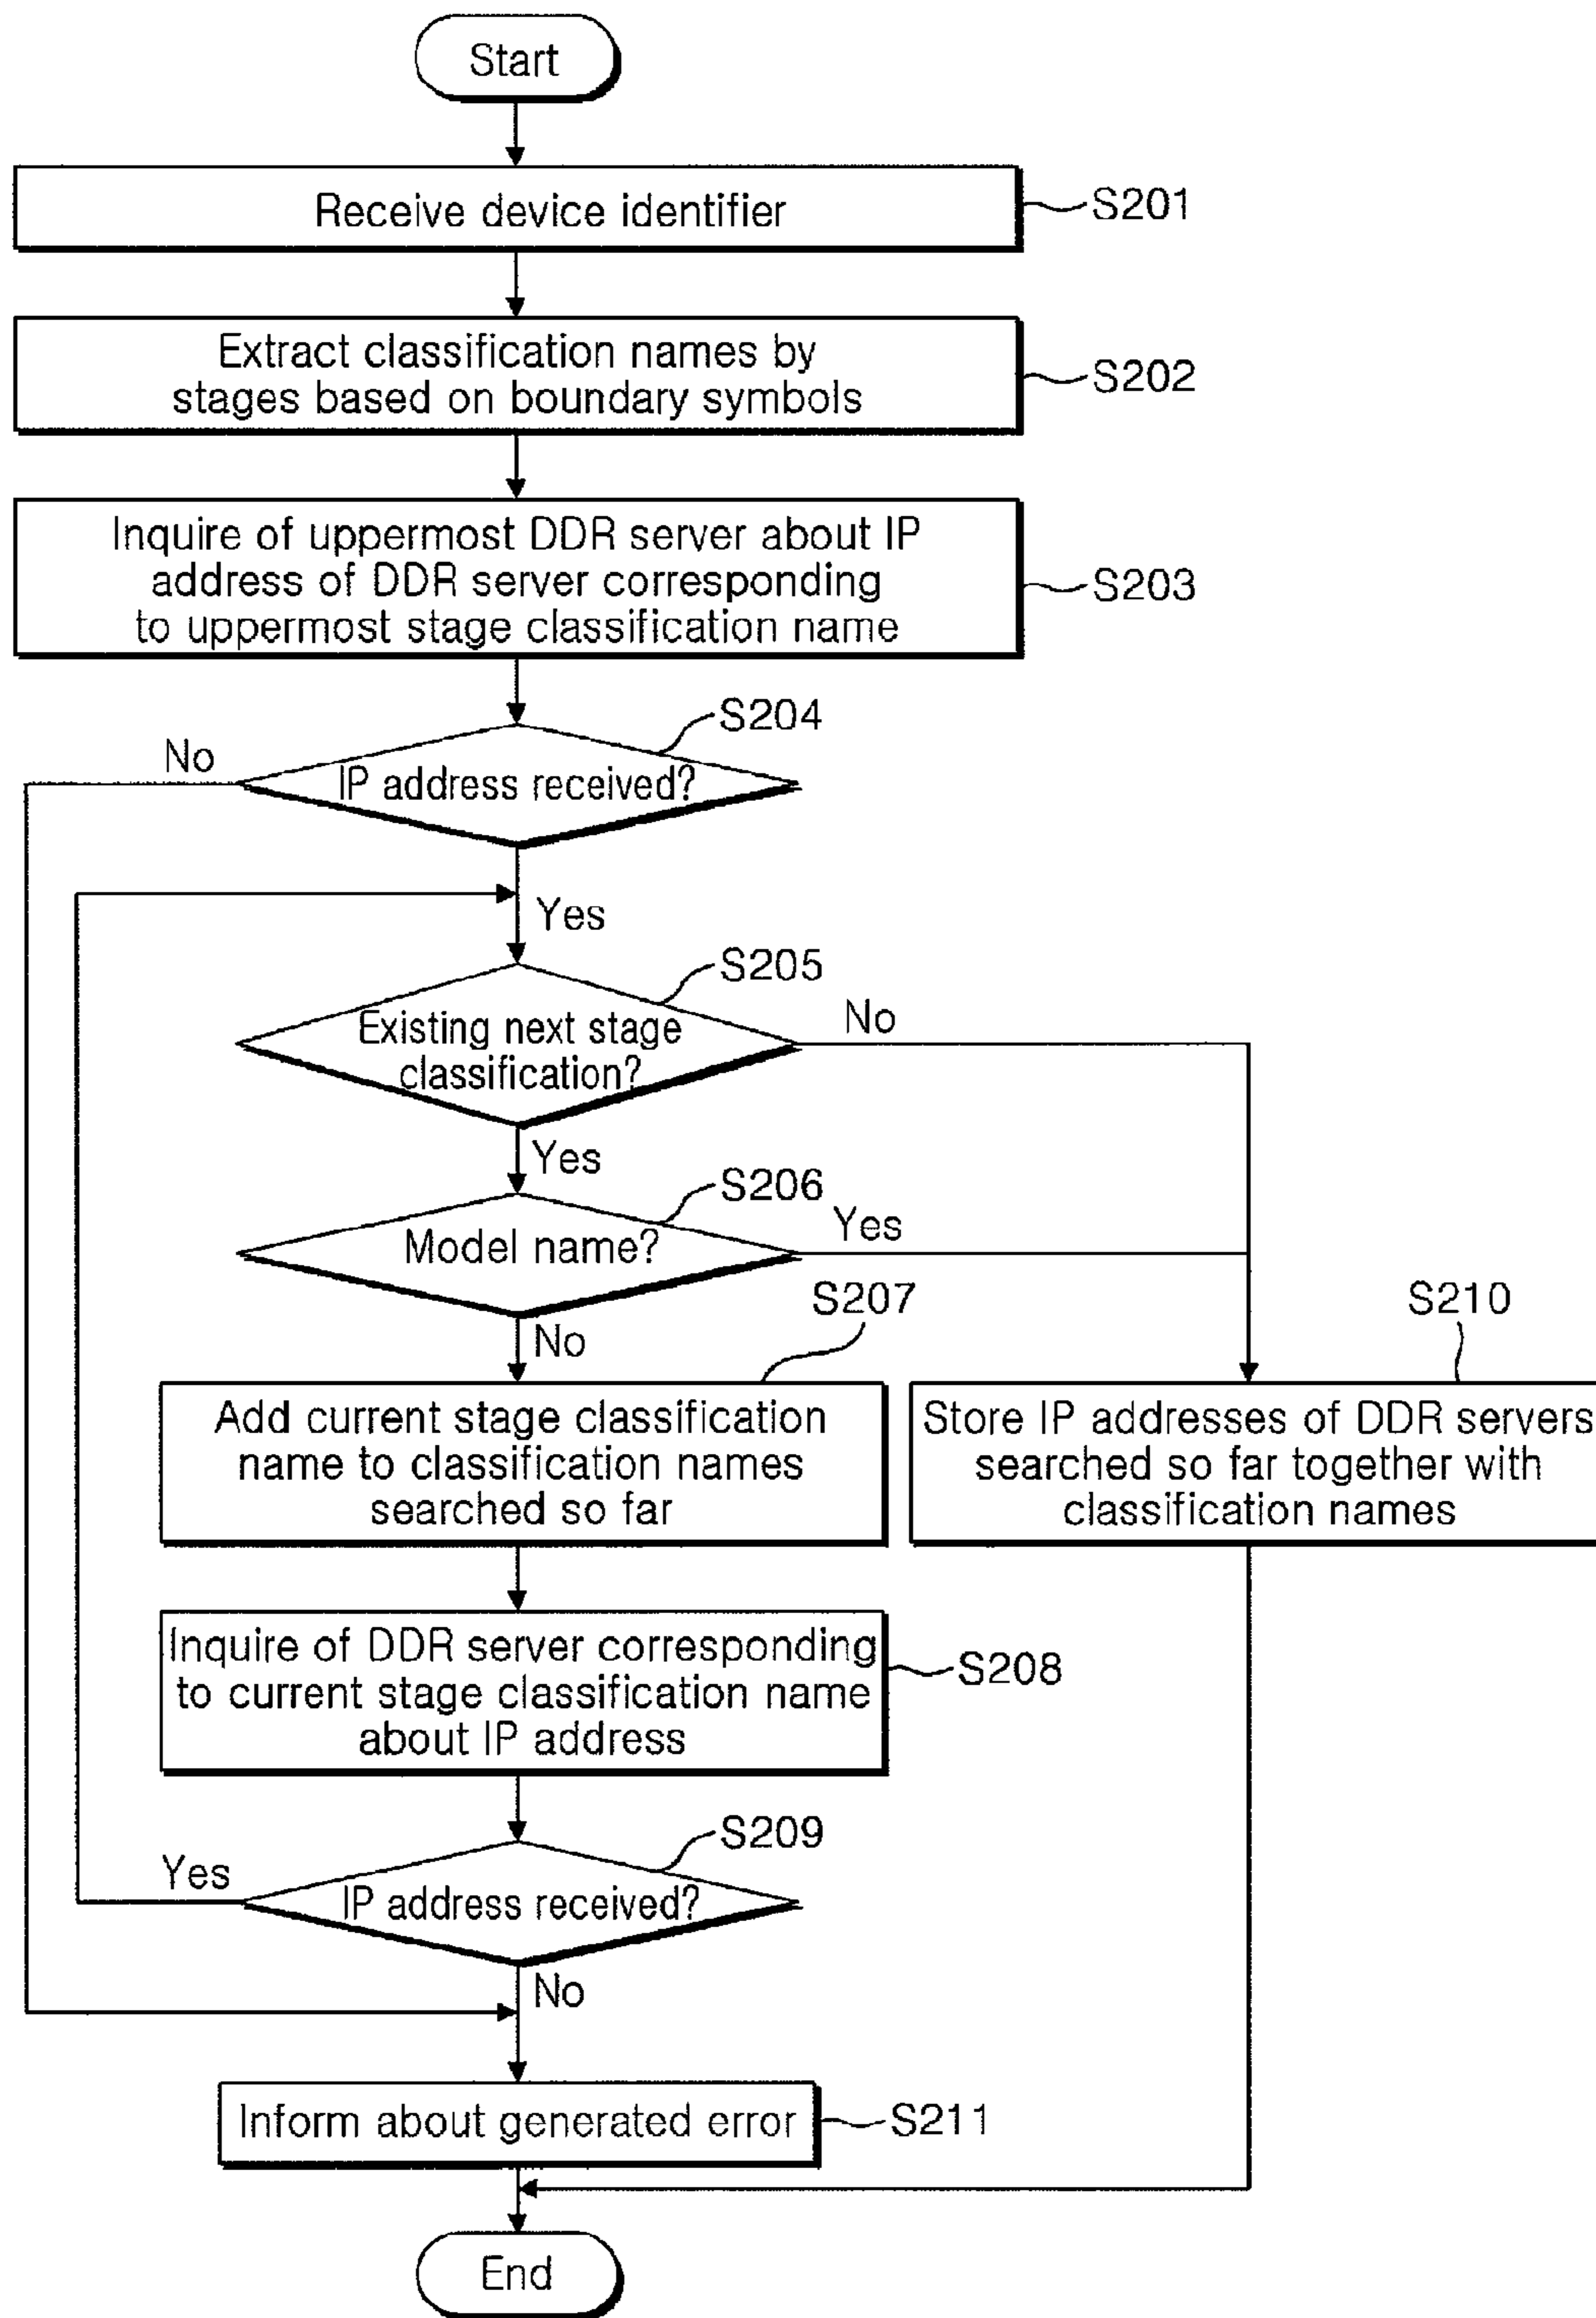 Start
Receive device identifier
S201
Extract classification names by
stages based on boundary symbols
S202
Inquire of uppermost DDR server about IP
address of DDR server corresponding
to uppermost stage classification name
S203
S204
No
IP address received?
Yes
S205
Existing next stage
classification?
No
Yes
S206
Model name?
Yes
No
S207
S210
Add current stage classification
name to classification names
searched so far
Store IP addresses of DDR servers
searched so far together with
classification names
Inquire of DDR server corresponding
to current stage classification name
about IP address
S208
S209
Yes
IP address received?
No
Inform about generated error
S211
End